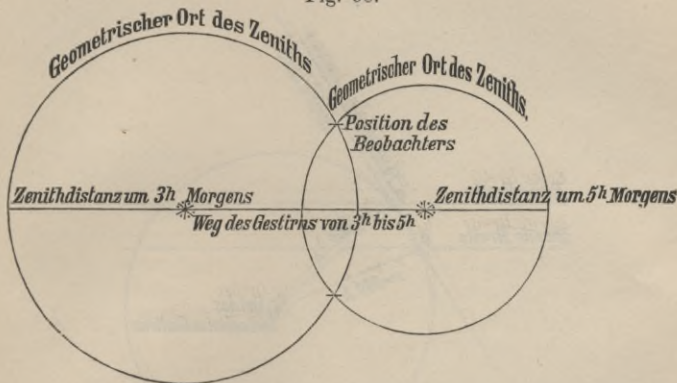 Geometrischer Ort des Zeniths
Geometrischer Ort des Zeniths.
Position des
Beobachters
Zenithdistanz um 3h Morgens
Zenithdistanz um 5h Morgens
Weg des Gestirns von 3h bis 5h